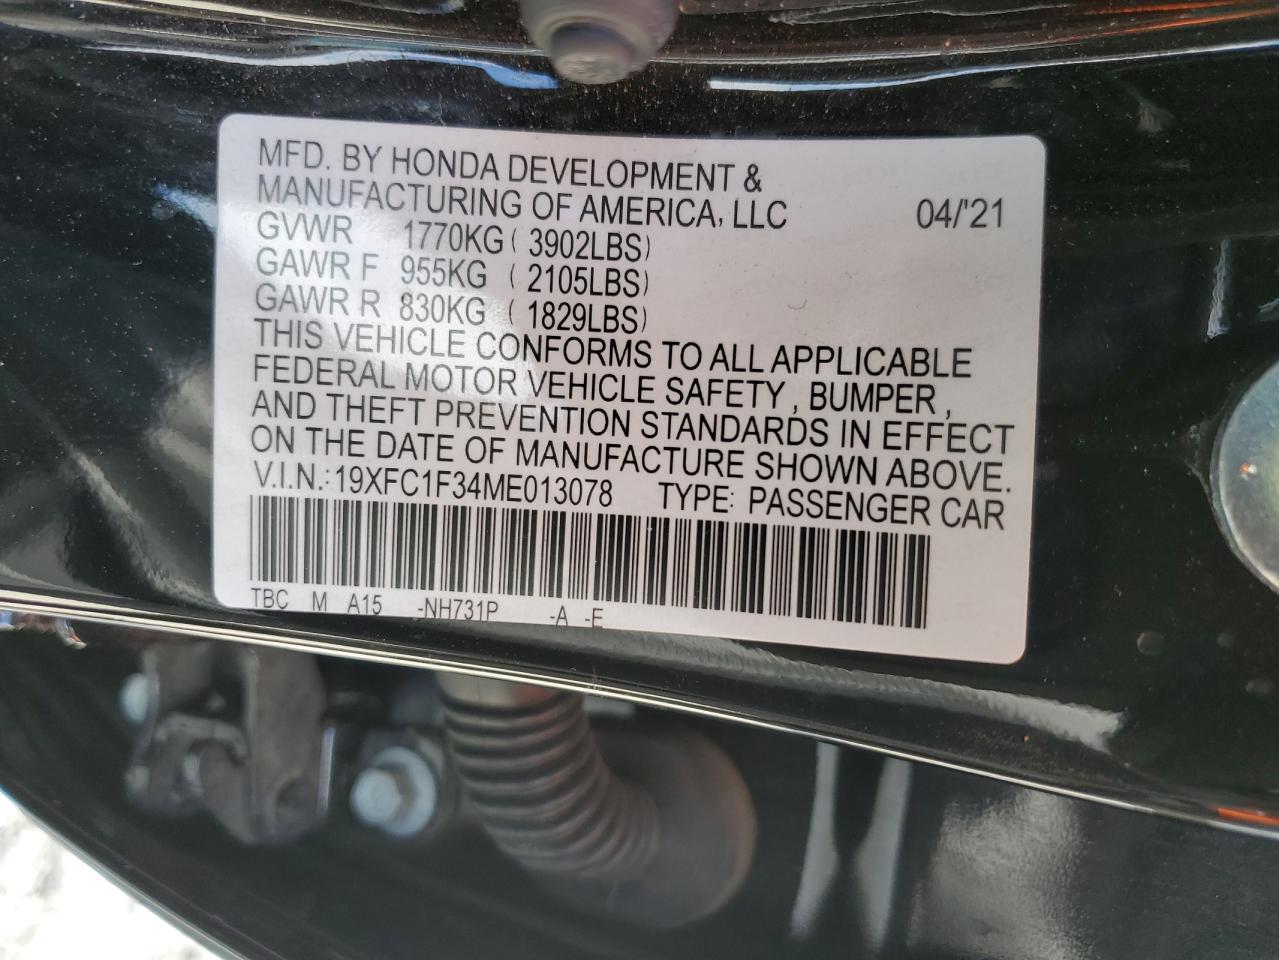 MFD. BY HONDA DEVELOPMENT &
MANUFACTURING OF AMERICA, LLC 04/'21
GVWR 1770KG ( 3902LBS)
GAWR F 955KG ( 2105LBS)
GAWR R 830KG ( 1829LBS)
THIS VEHICLE CONFORMS TO ALL APPLICABLE
FEDERAL MOTOR VEHICLE SAFETY , BUMPER ,
AND THEFT PREVENTION STANDARDS IN EFFECT
ON THE DATE OF MANUFACTURE SHOWN ABOVE.
V.I.N.:19XFC1F34ME013078 TYPE: PASSENGER CAR
TBC M A15 -NH731P -A -E